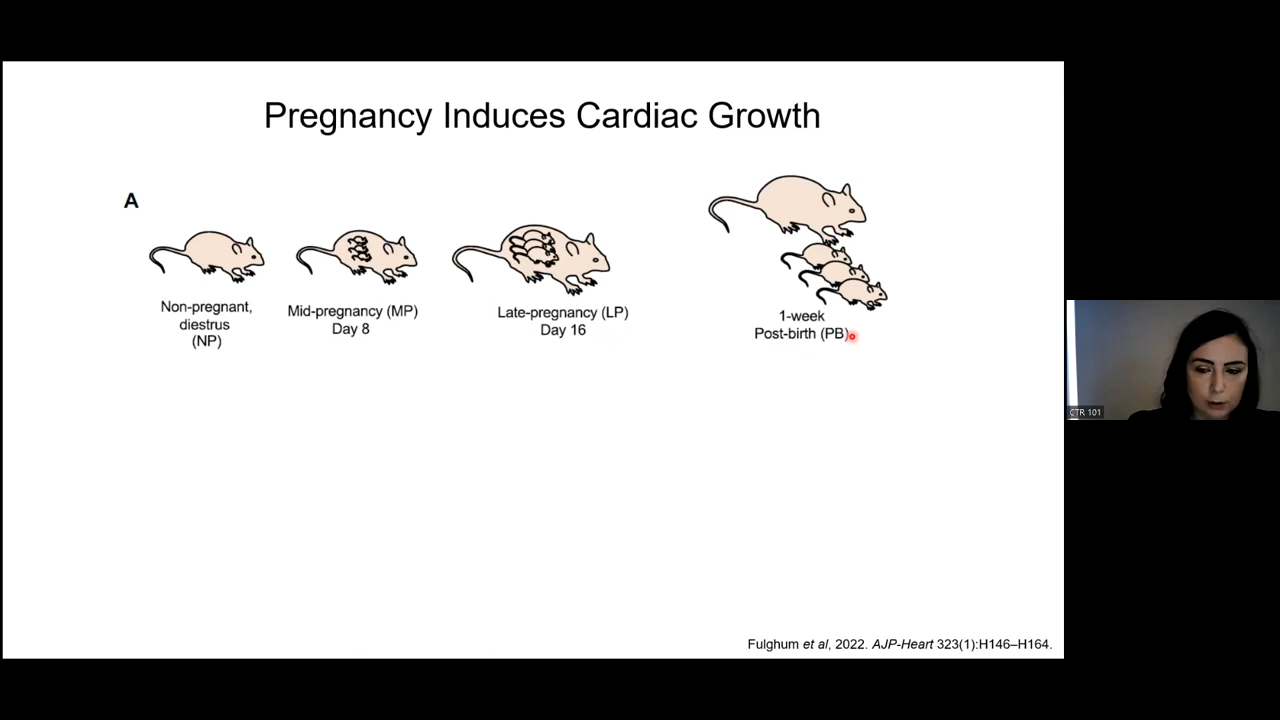 Pregnancy Induces Cardiac Growth
A
Non-pregnant,
diestrus
(NP)
Mid-pregnancy (MP)
Day 8
Late-pregnancy (LP)
Day 16
1-week
Post-birth (PB)
CTR 101
Fulghum et al, 2022. AJP-Heart 323(1):H146–H164.